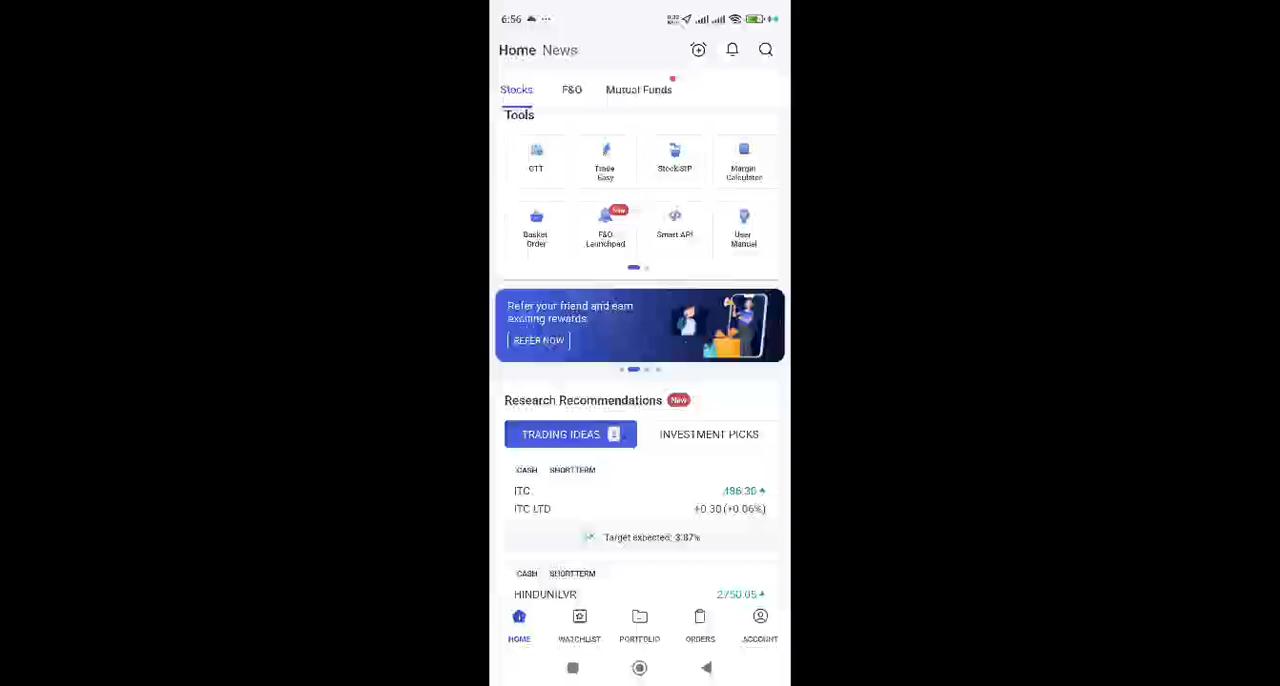 6:56
Home News
Stocks F&O Mutual Funds
Tools
GTT Trade Easy Stock SIP Margin Calculator
Basket Order F&O Launchpad Smart API User Manual
New
Refer your friend and earn
exciting rewards
REFER NOW
Research Recommendations New
TRADING IDEAS INVESTMENT PICKS
CASH SHORTTERM
ITC 496.30
ITC LTD +0.30 (+0.06%)
Target expected: 3.87%
CASH SHORTTERM
HINDUNILVR 2750.05
HOME WATCHLIST PORTFOLIO ORDERS ACCOUNT